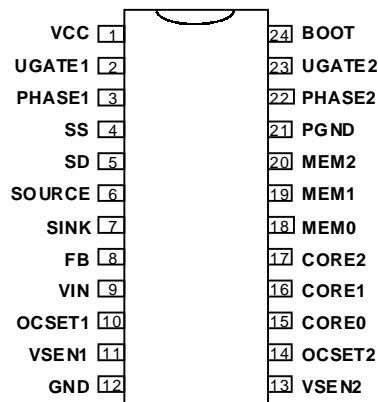 VCC 1 24 BOOT
UGATE1 2 23 UGATE2
PHASE1 3 22 PHASE2
SS 4 21 PGND
SD 5 20 MEM2
SOURCE 6 19 MEM1
SINK 7 18 MEM0
FB 8 17 CORE2
VIN 9 16 CORE1
OCSET1 10 15 CORE0
VSEN1 11 14 OCSET2
GND 12 13 VSEN2